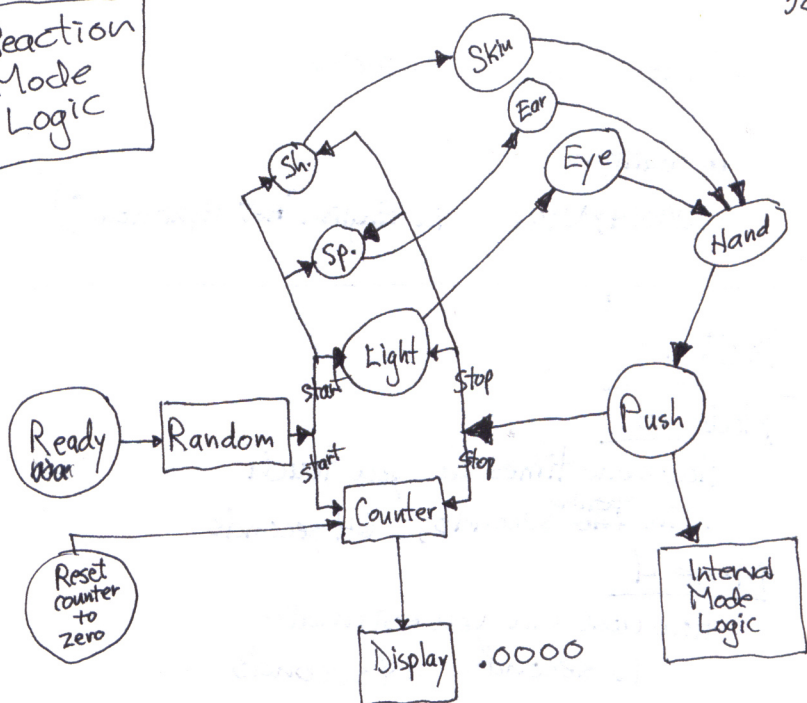 Reaction
Mode
Logic
Skin
Ear
Eye
Sh.
Sp.
Hand
Light
start
Stop
Ready
Random
Push
start
Stop
Counter
Reset
counter
to
zero
Interval
Mode
Logic
Display .0000